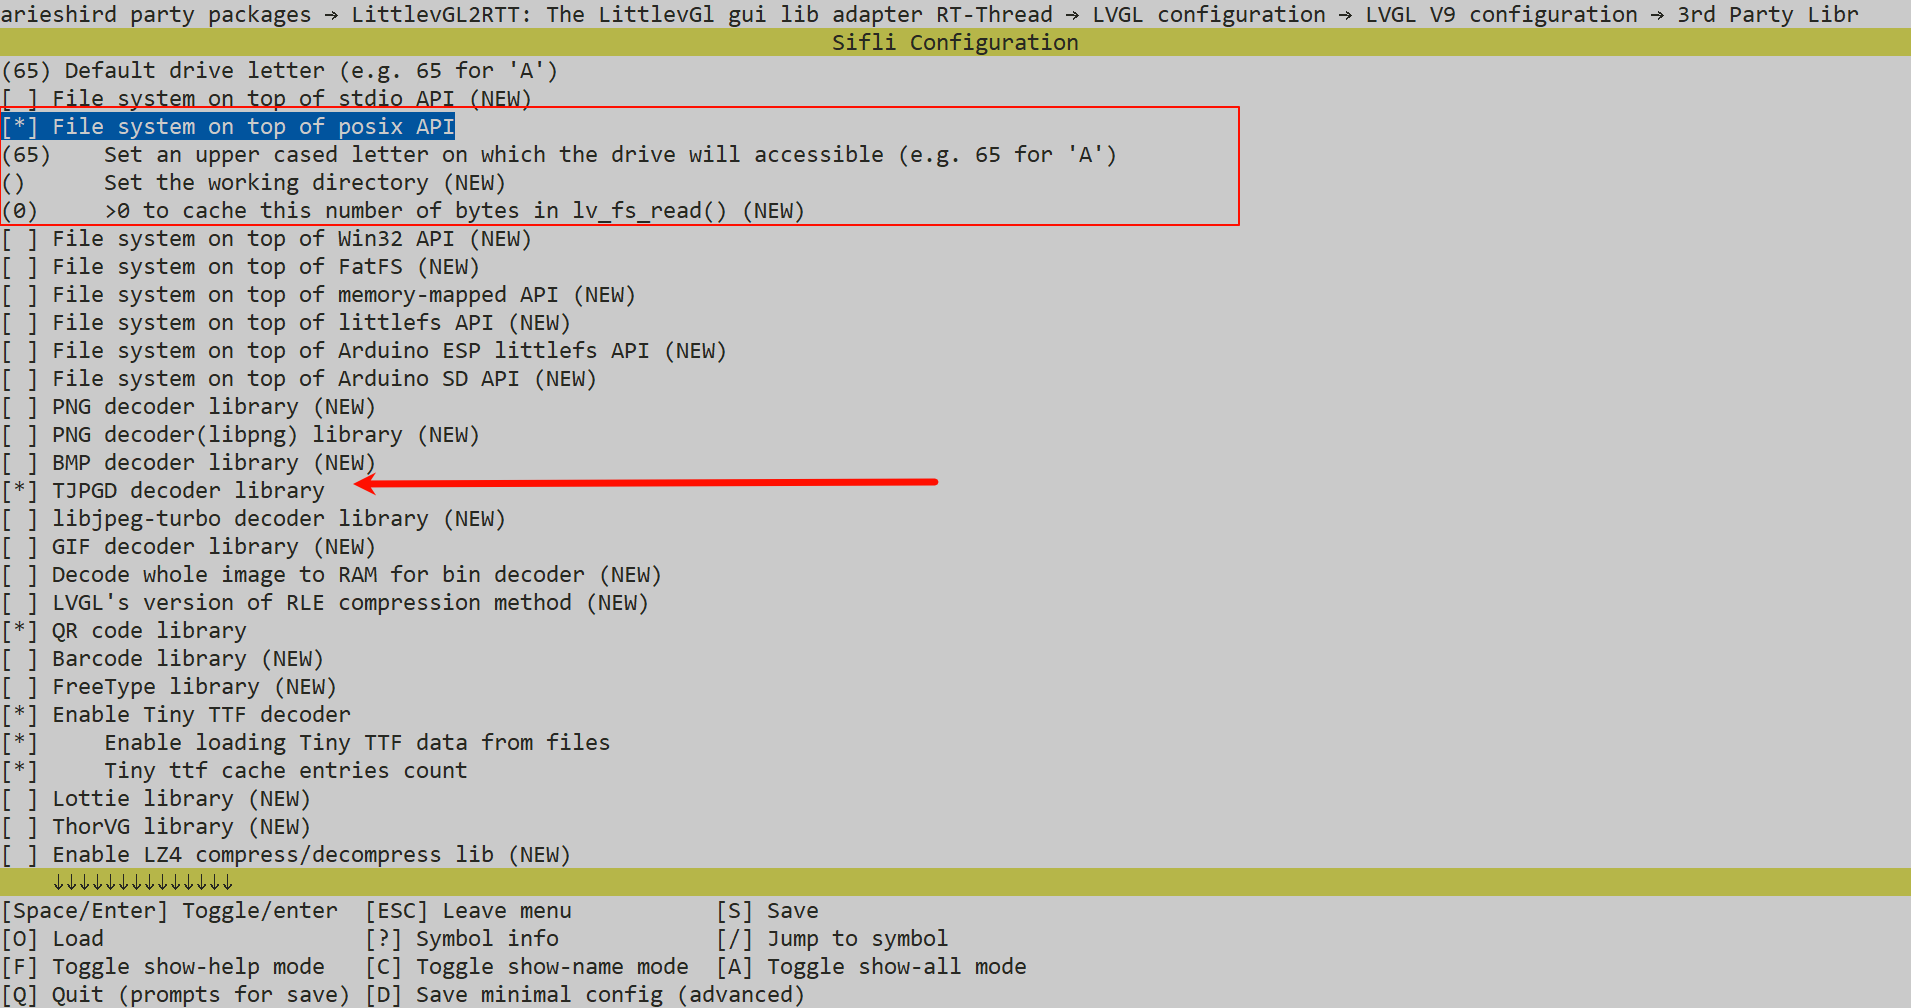 arieshird party packages → LittlevGL2RTT: The LittlevGl gui lib adapter RT-Thread → LVGL configuration → LVGL V9 configuration → 3rd Party Libr
Sifli Configuration
(65) Default drive letter (e.g. 65 for 'A')
[ ] File system on top of stdio API (NEW)
[*] File system on top of posix API
(65)    Set an upper cased letter on which the drive will accessible (e.g. 65 for 'A')
()      Set the working directory (NEW)
(0)     >0 to cache this number of bytes in lv_fs_read() (NEW)
[ ] File system on top of Win32 API (NEW)
[ ] File system on top of FatFS (NEW)
[ ] File system on top of memory-mapped API (NEW)
[ ] File system on top of littlefs API (NEW)
[ ] File system on top of Arduino ESP littlefs API (NEW)
[ ] File system on top of Arduino SD API (NEW)
[ ] PNG decoder library (NEW)
[ ] PNG decoder(libpng) library (NEW)
[ ] BMP decoder library (NEW)
[*] TJPGD decoder library
[ ] libjpeg-turbo decoder library (NEW)
[ ] GIF decoder library (NEW)
[ ] Decode whole image to RAM for bin decoder (NEW)
[ ] LVGL's version of RLE compression method (NEW)
[*] QR code library
[ ] Barcode library (NEW)
[ ] FreeType library (NEW)
[*] Enable Tiny TTF decoder
[*]     Enable loading Tiny TTF data from files
[*]     Tiny ttf cache entries count
[ ] Lottie library (NEW)
[ ] ThorVG library (NEW)
[ ] Enable LZ4 compress/decompress lib (NEW)
↓↓↓↓↓↓↓↓↓↓↓↓↓↓
[Space/Enter] Toggle/enter  [ESC] Leave menu           [S] Save
[O] Load                    [?] Symbol info            [/] Jump to symbol
[F] Toggle show-help mode   [C] Toggle show-name mode  [A] Toggle show-all mode
[Q] Quit (prompts for save) [D] Save minimal config (advanced)